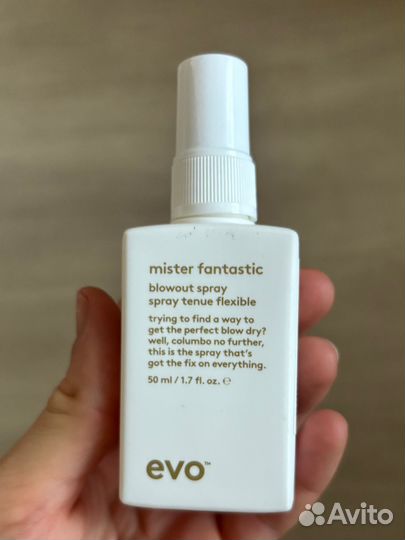 mister fantastic
blowout spray
spray tenue flexible
trying to find a way to
get the perfect blow dry?
well, columbo no further,
this is the spray that's
got the fix on everything.
50 ml / 1.7 fl. oz. ℮
evo™
Avito